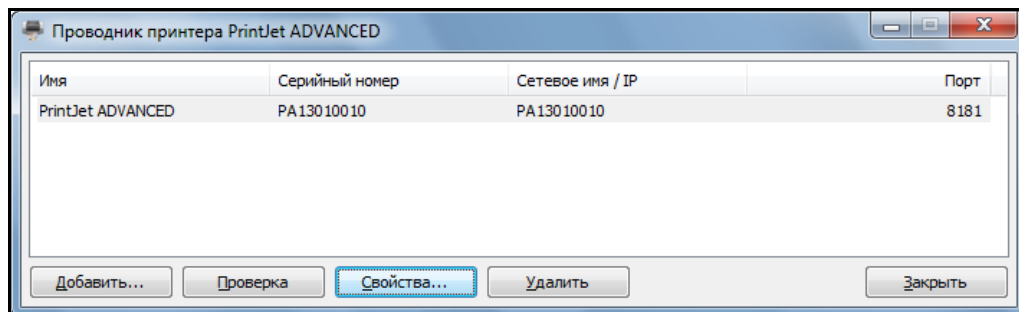 Проводник принтера PrintJet ADVANCED
Имя Серийный номер Сетевое имя / IP Порт
PrintJet ADVANCED PA13010010 PA13010010 8181
Добавить... Проверка Свойства... Удалить Закрыть